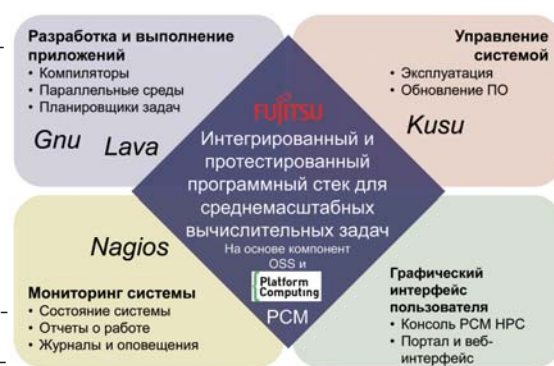 Разработка и выполнение
приложений
• Компиляторы
• Параллельные среды
• Планировщики задач
Gnu Lava
Управление
системой
• Эксплуатация
• Обновление ПО
Kusu
FUJITSU
Интегрированный и
протестированный
программный стек для
среднемасштабных
вычислительных задач
На основе компонент
OSS и
Platform
Computing
PCM
Nagios
Мониторинг системы
• Состояние системы
• Отчеты о работе
• Журналы и оповещения
Графический
интерфейс
пользователя
• Консоль PCM HPC
• Портал и веб-
интерфейс